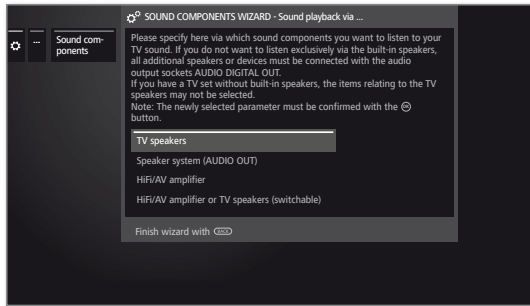 SOUND COMPONENTS WIZARD - Sound playback via ...
...
Sound com-
ponents
Please specify here via which sound components you want to listen to your
TV sound. If you do not want to listen exclusively via the built-in speakers,
all additional speakers or devices must be connected with the audio
output sockets AUDIO DIGITAL OUT.
If you have a TV set without built-in speakers, the items relating to the TV
speakers may not be selected.
Note: The newly selected parameter must be confirmed with the OK
button.
TV speakers
Speaker system (AUDIO OUT)
HiFi/AV amplifier
HiFi/AV amplifier or TV speakers (switchable)
Finish wizard with BACK